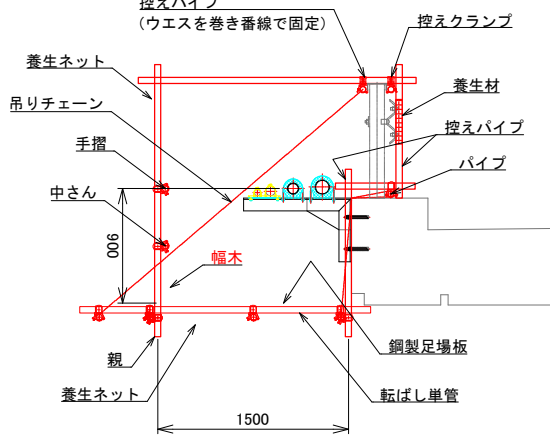 控えパイプ
(ウエスを巻き番線で固定)
控えクランプ
養生ネット
養生材
吊りチェーン
控えパイプ
手摺
パイプ
中さん
900
幅木
鋼製足場板
親
養生ネット
転ばし単管
1500